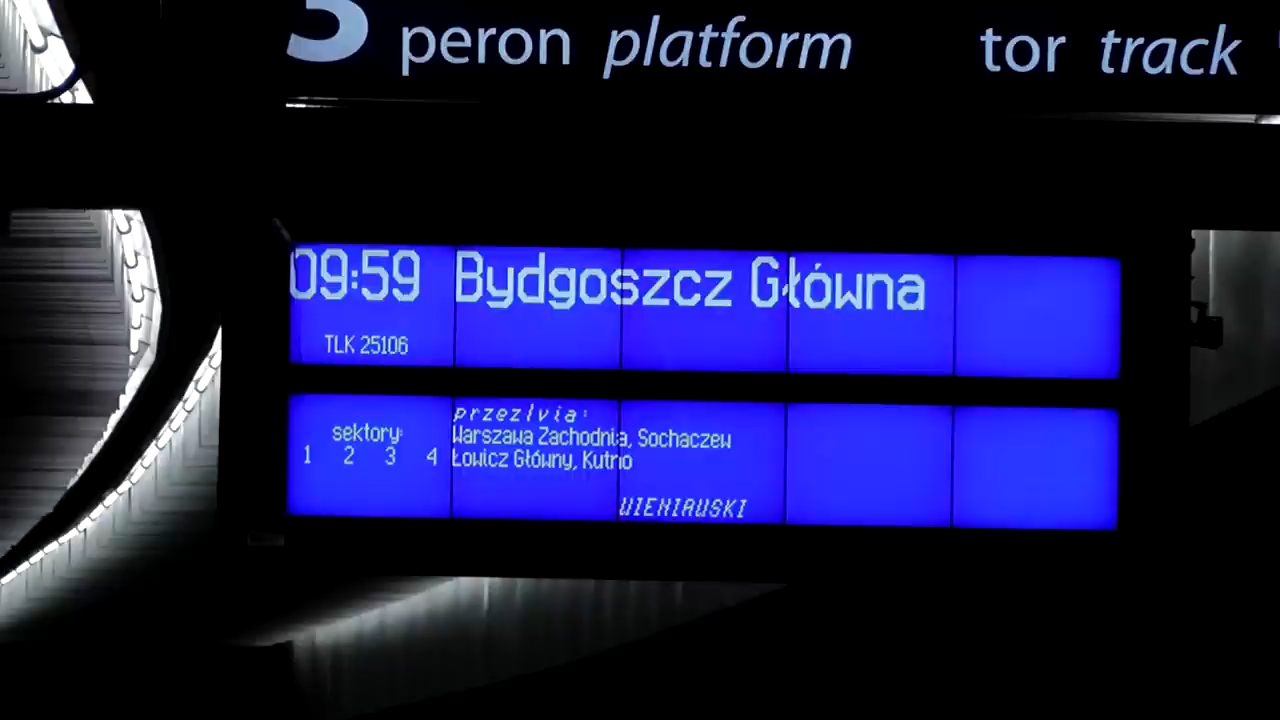 3 peron platform tor track
09:59 Bydgoszcz Główna
TLK 25106
przez/via:
sektory: Warszawa Zachodnia, Sochaczew
1 2 3 4 Łowicz Główny, Kutno
WIENIAWSKI